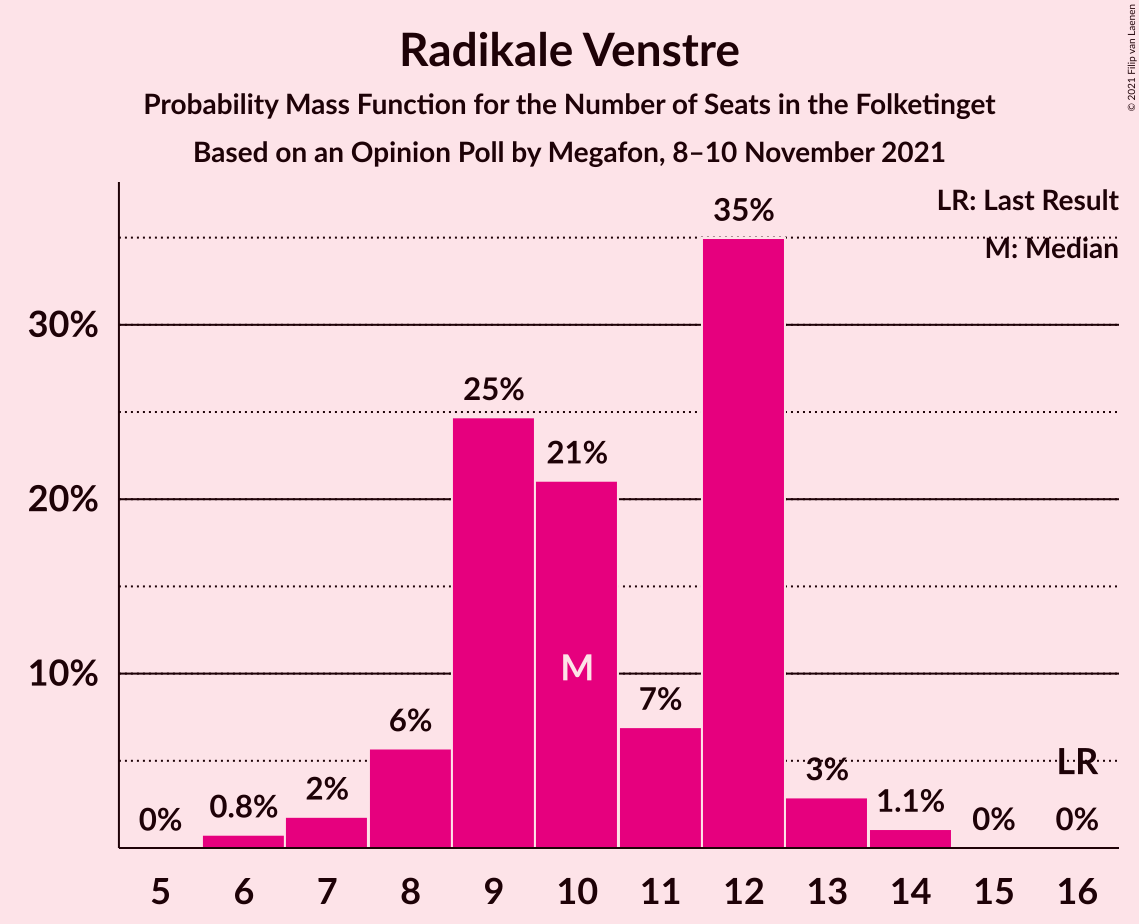 Radikale Venstre
Probability Mass Function for the Number of Seats in the Folketinget
Based on an Opinion Poll by Megafon, 8–10 November 2021
© 2021 Filip van Laenen
LR: Last Result
M: Median
35%
30%
25%
21%
20%
10%
M
7%
6%
3%
LR
2%
0.8%
1.1%
0%
0%
0%
5 6 7 8 9 10 11 12 13 14 15 16